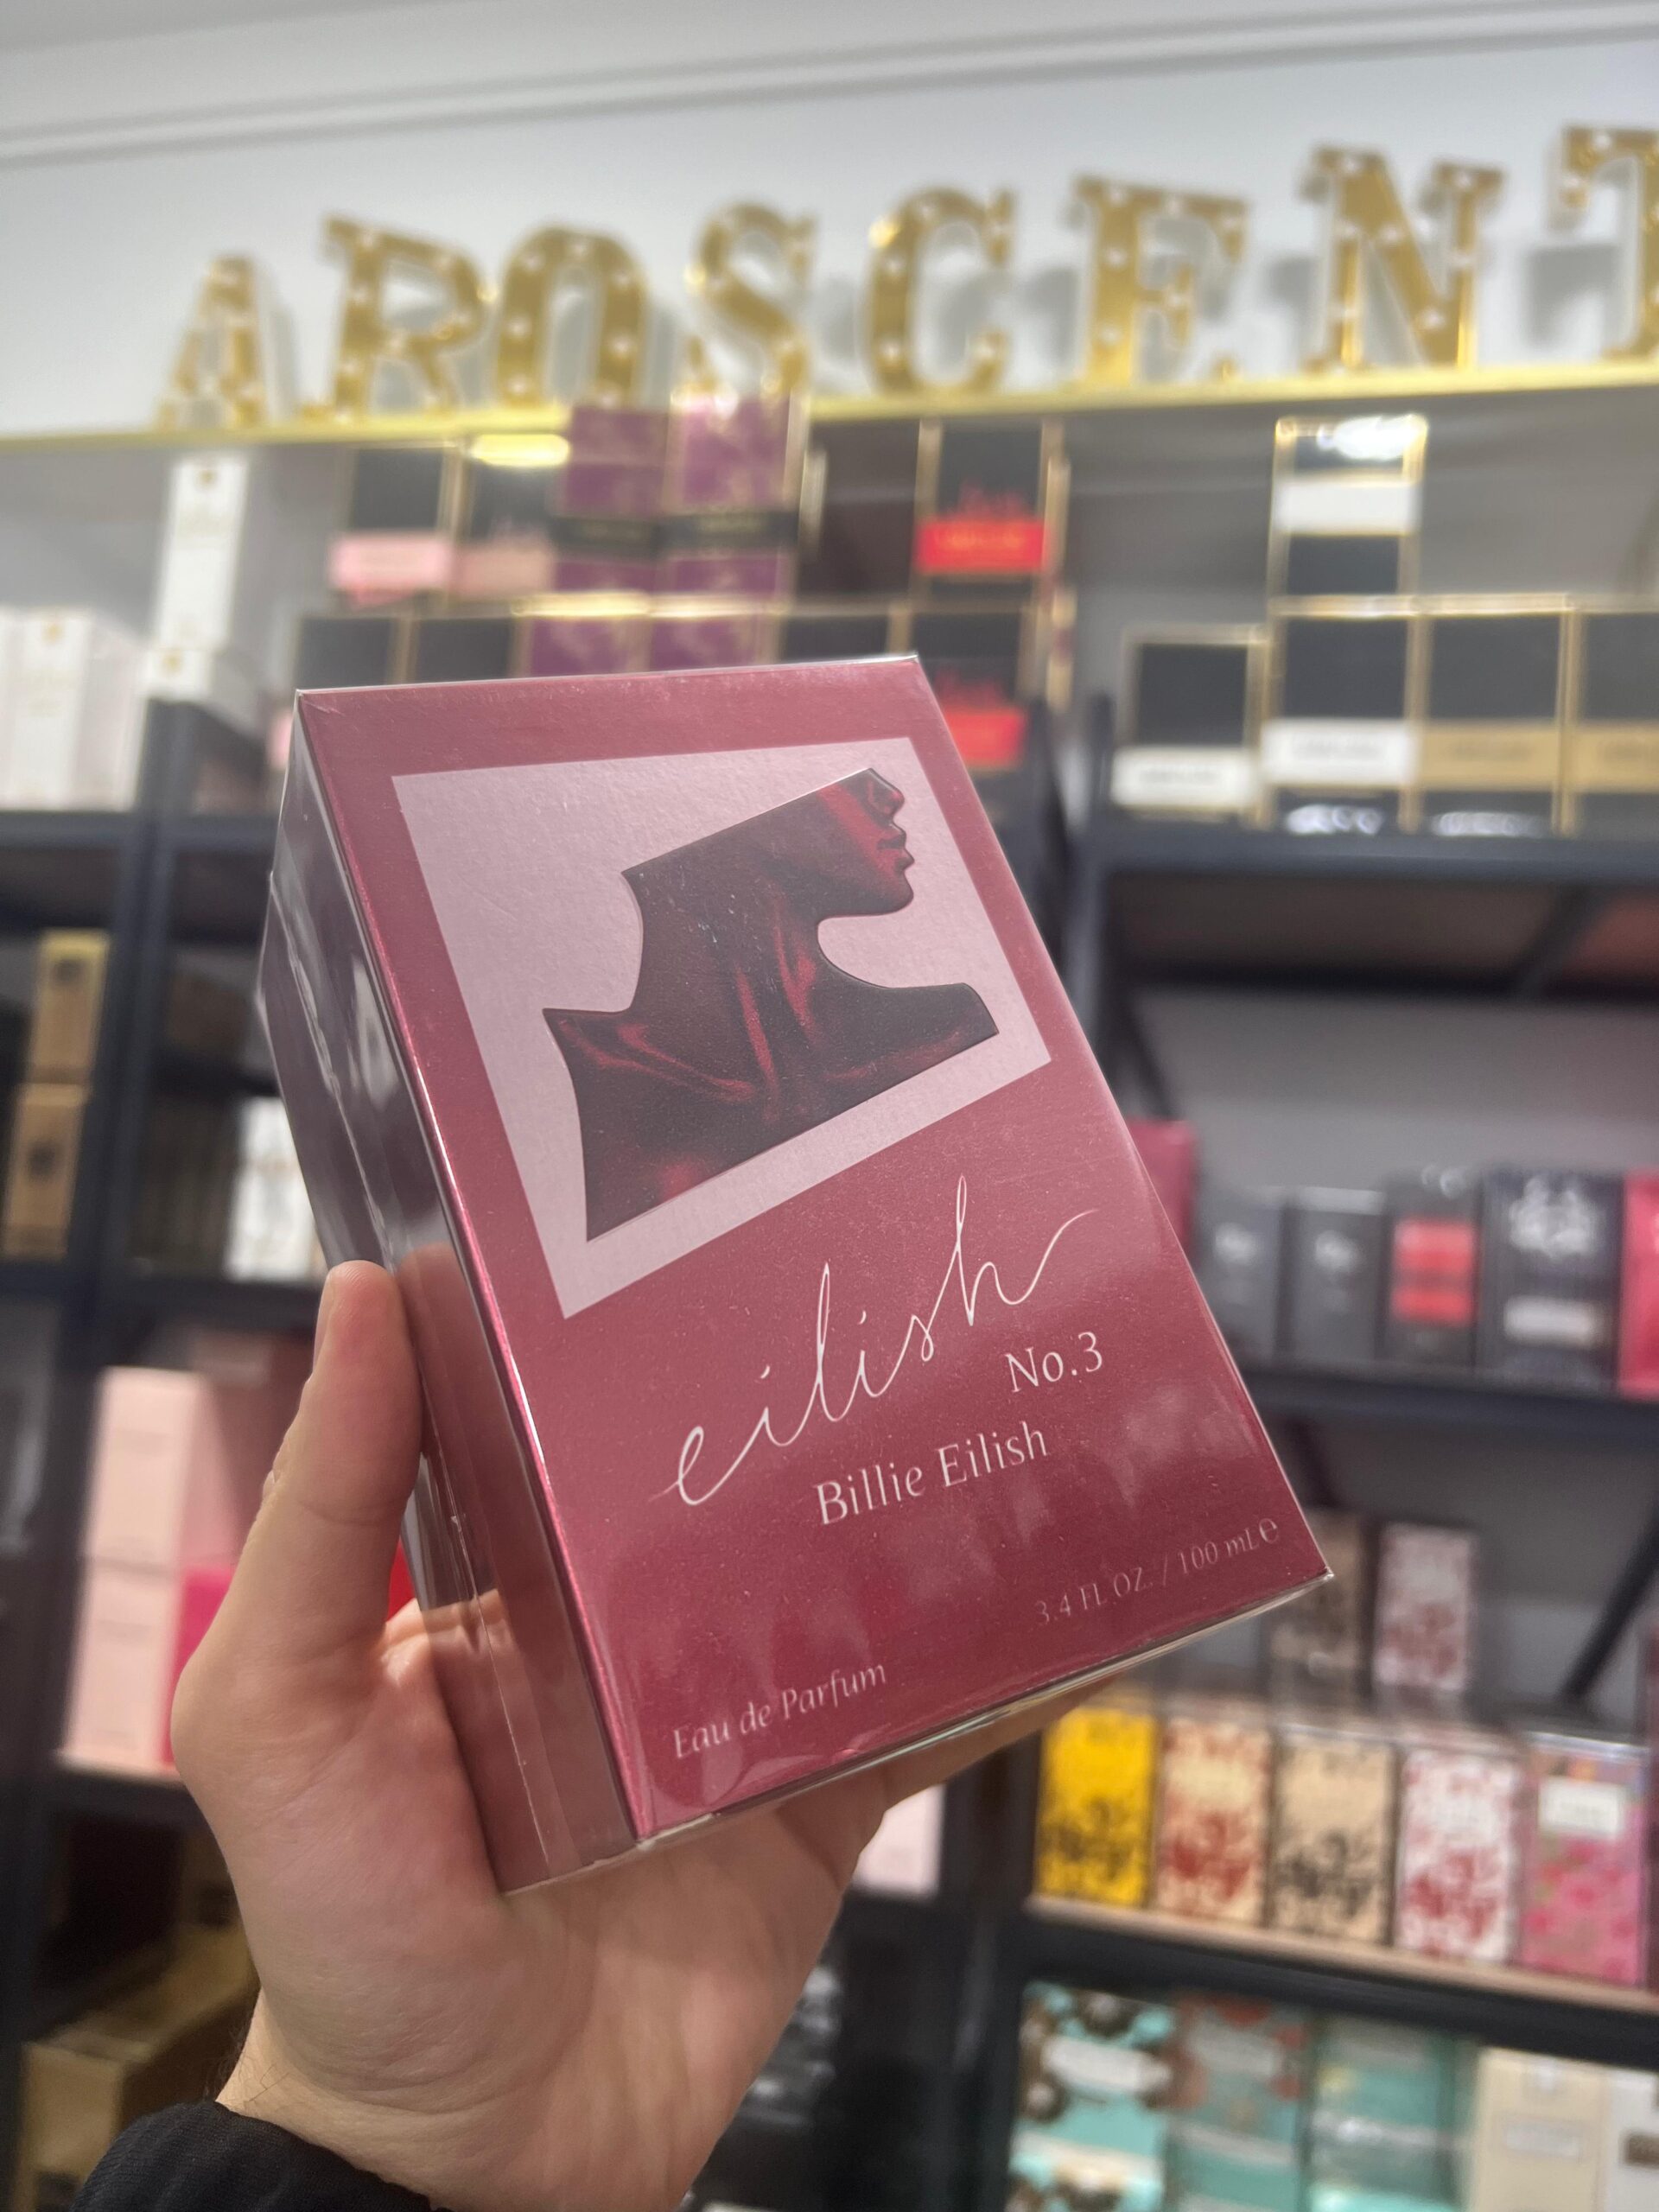 AROSCENT
eilish
No.3
Billie Eilish
3.4 FL.OZ. / 100 mL e
Eau de Parfum